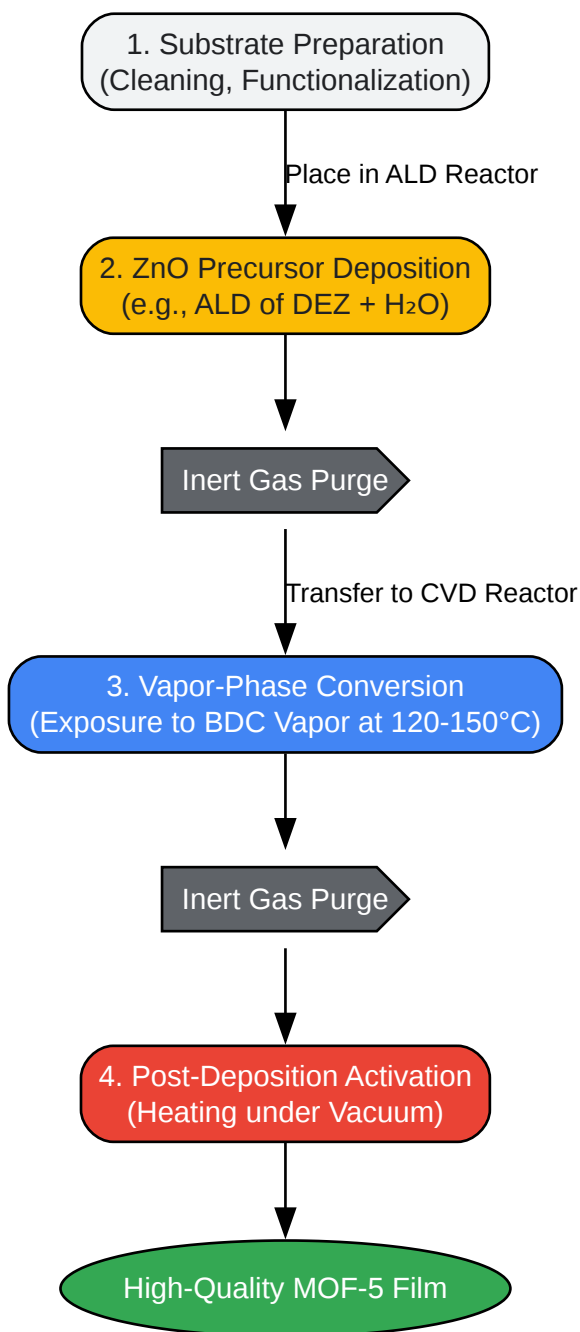 1. Substrate Preparation
(Cleaning, Functionalization)
Place in ALD Reactor
2. ZnO Precursor Deposition
(e.g., ALD of DEZ + H₂O)
Inert Gas Purge
Transfer to CVD Reactor
3. Vapor-Phase Conversion
(Exposure to BDC Vapor at 120-150°C)
Inert Gas Purge
4. Post-Deposition Activation
(Heating under Vacuum)
High-Quality MOF-5 Film